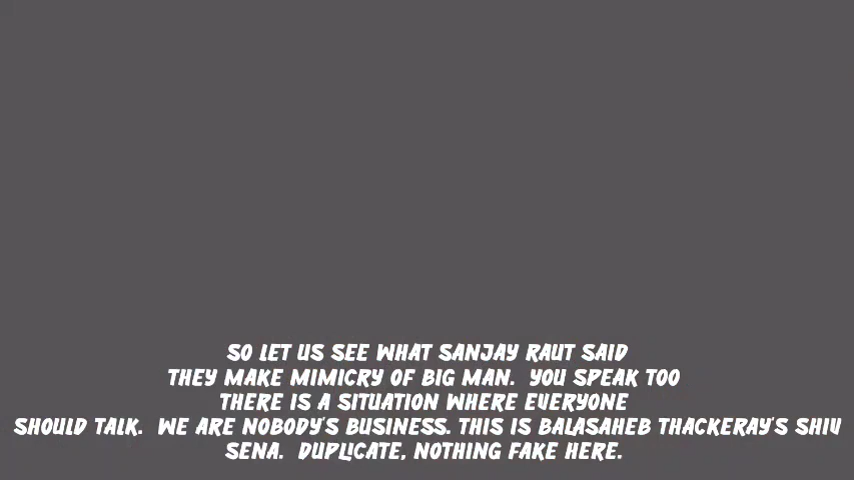 SO LET US SEE WHAT SANJAY RAUT SAID
THEY MAKE MIMICRY OF BIG MAN. YOU SPEAK TOO
THERE IS A SITUATION WHERE EVERYONE
SHOULD TALK. WE ARE NOBODY'S BUSINESS. THIS IS BALASAHEB THACKERAY'S SHIV
SENA. DUPLICATE, NOTHING FAKE HERE.